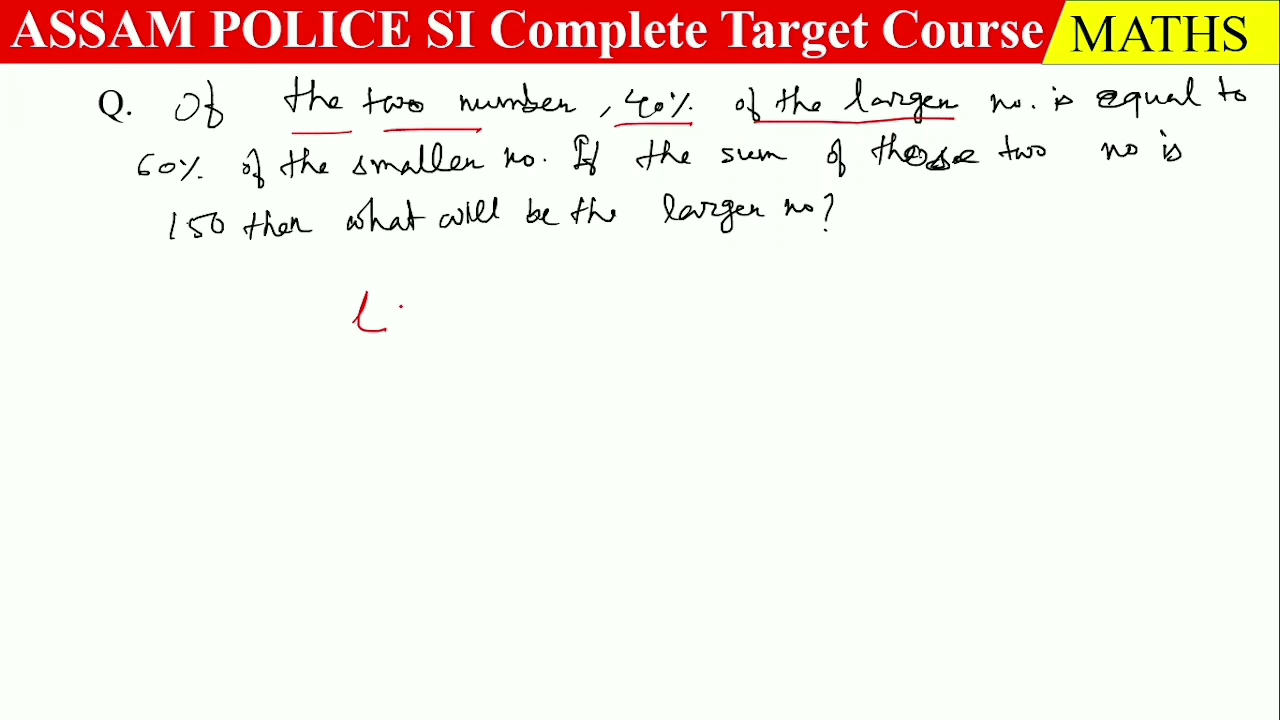 ASSAM POLICE SI Complete Target Course MATHS
Q. Of the two number, 40% of the larger no. is equal to
60% of the smaller no. If the sum of those two no is
150 then what will be the larger no?
L